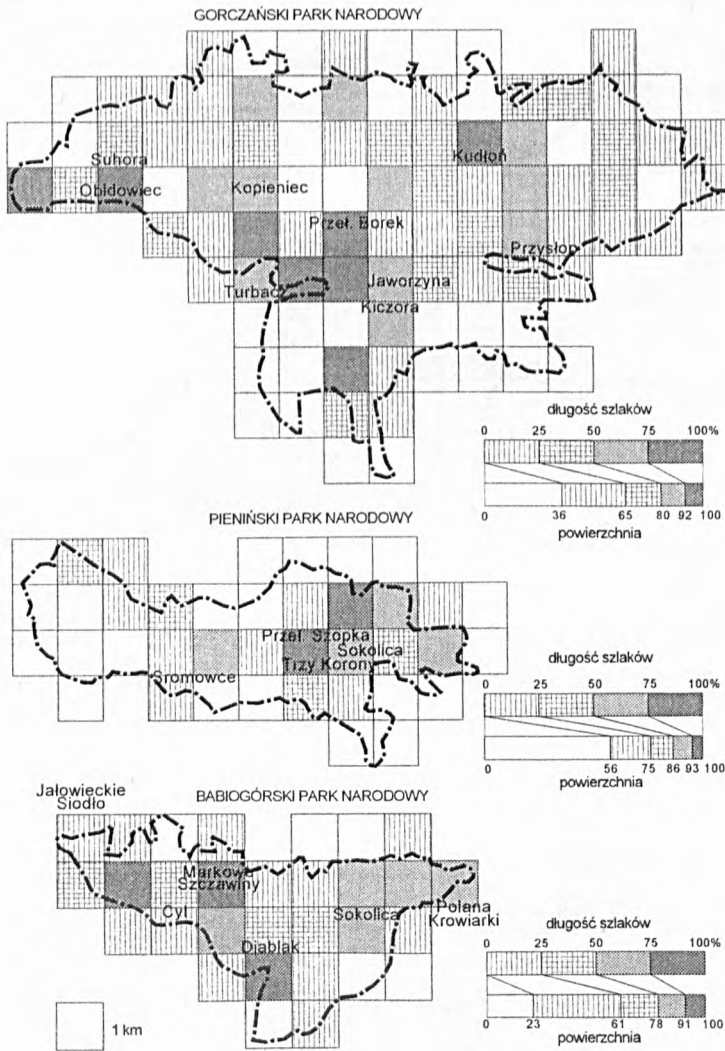 GORCZAŃSKI PARK NARODOWY
Suhora
Kudłoń
Obidowiec
Kopieniec
Przeł. Borek
Przysłop
Turbacz
Jaworzyna
Kiczora
długość szlaków
0 25 50 75 100%
0 36 65 80 92 100
powierzchnia
PIENIŃSKI PARK NARODOWY
Przeł. Szopka
Sokolica
Trzy Korony
Sromowce
długość szlaków
0 25 50 75 100%
0 56 75 86 93 100
powierzchnia
BABIOGÓRSKI PARK NARODOWY
Jałowieckie
Siodło
Markowe
Szczawiny
Cyl
Sokolica
Polana
Krowiarki
Diablak
długość szlaków
0 25 50 75 100%
0 23 61 78 91 100
powierzchnia
1 km